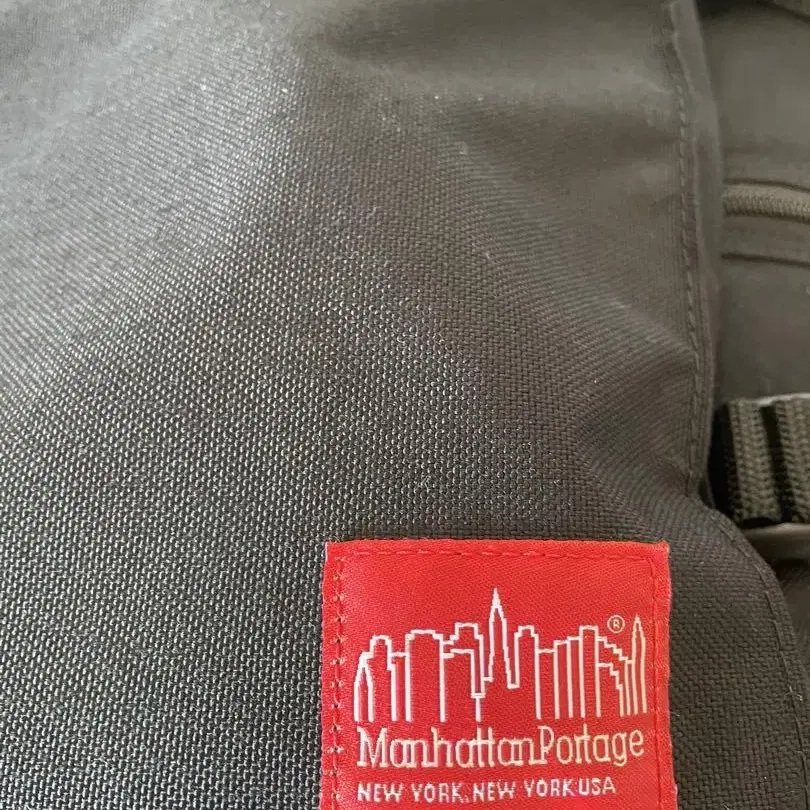 ®
ManhattanPortage
NEW YORK, NEW YORK USA